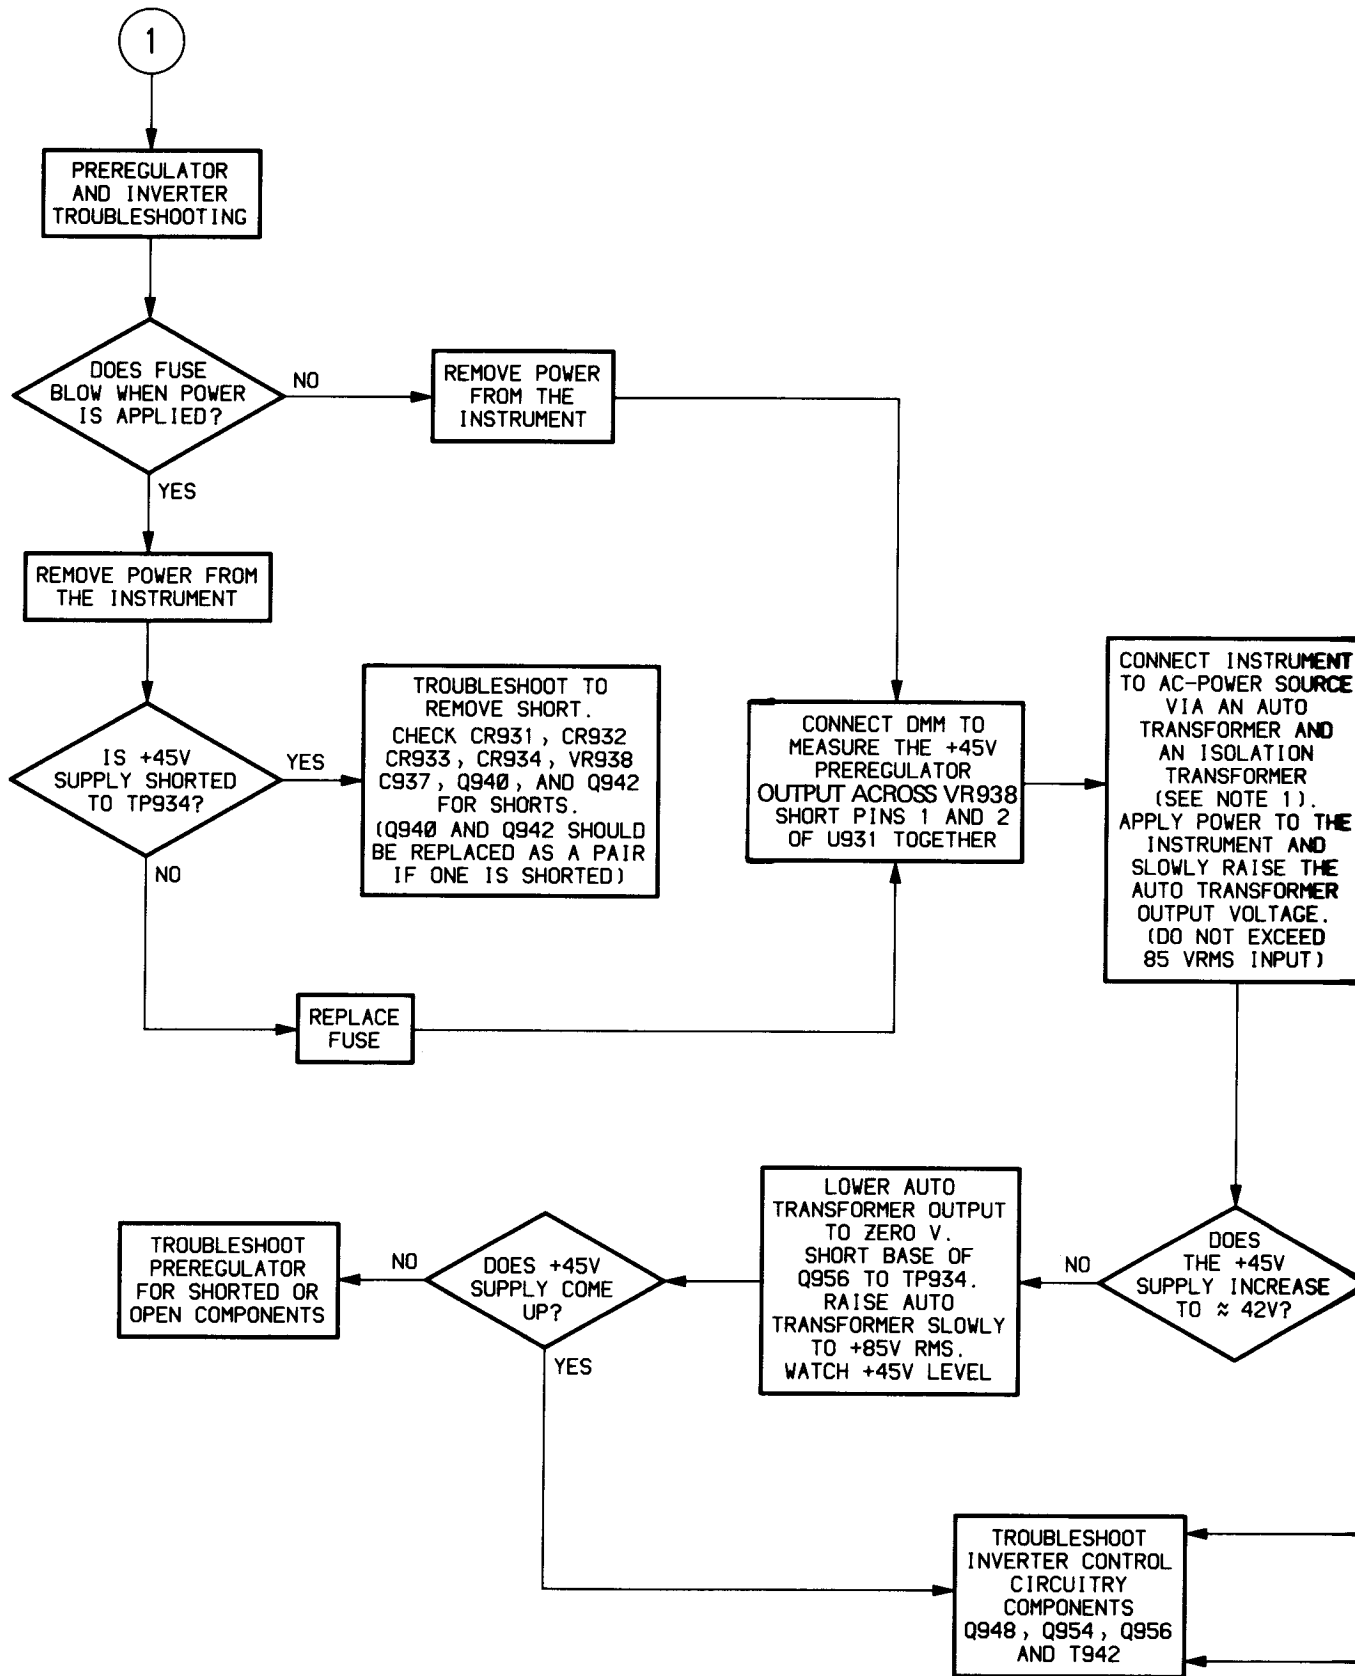 1
PREREGULATOR
AND INVERTER
TROUBLESHOOTING
DOES FUSE
BLOW WHEN POWER
IS APPLIED?
NO
REMOVE POWER
FROM THE
INSTRUMENT
YES
REMOVE POWER FROM
THE INSTRUMENT
IS +45V
SUPPLY SHORTED
TO TP934?
YES
TROUBLESHOOT TO
REMOVE SHORT.
CHECK CR931, CR932
CR933, CR934, VR938
C937, Q940, AND Q942
FOR SHORTS.
(Q940 AND Q942 SHOULD
BE REPLACED AS A PAIR
IF ONE IS SHORTED)
NO
REPLACE
FUSE
CONNECT DMM TO
MEASURE THE +45V
PREREGULATOR
OUTPUT ACROSS VR938
SHORT PINS 1 AND 2
OF U931 TOGETHER
CONNECT INSTRUMENT
TO AC-POWER SOURCE
VIA AN AUTO
TRANSFORMER AND
AN ISOLATION
TRANSFORMER
(SEE NOTE 1).
APPLY POWER TO THE
INSTRUMENT AND
SLOWLY RAISE THE
AUTO TRANSFORMER
OUTPUT VOLTAGE.
(DO NOT EXCEED
85 VRMS INPUT)
DOES
THE +45V
SUPPLY INCREASE
TO ≈ 42V?
NO
LOWER AUTO
TRANSFORMER OUTPUT
TO ZERO V.
SHORT BASE OF
Q956 TO TP934.
RAISE AUTO
TRANSFORMER SLOWLY
TO +85V RMS.
WATCH +45V LEVEL
DOES +45V
SUPPLY COME
UP?
NO
TROUBLESHOOT
PREREGULATOR
FOR SHORTED OR
OPEN COMPONENTS
YES
TROUBLESHOOT
INVERTER CONTROL
CIRCUITRY
COMPONENTS
Q948, Q954, Q956
AND T942